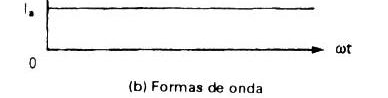 Iₐ
ωt
0
(b) Formas de onda